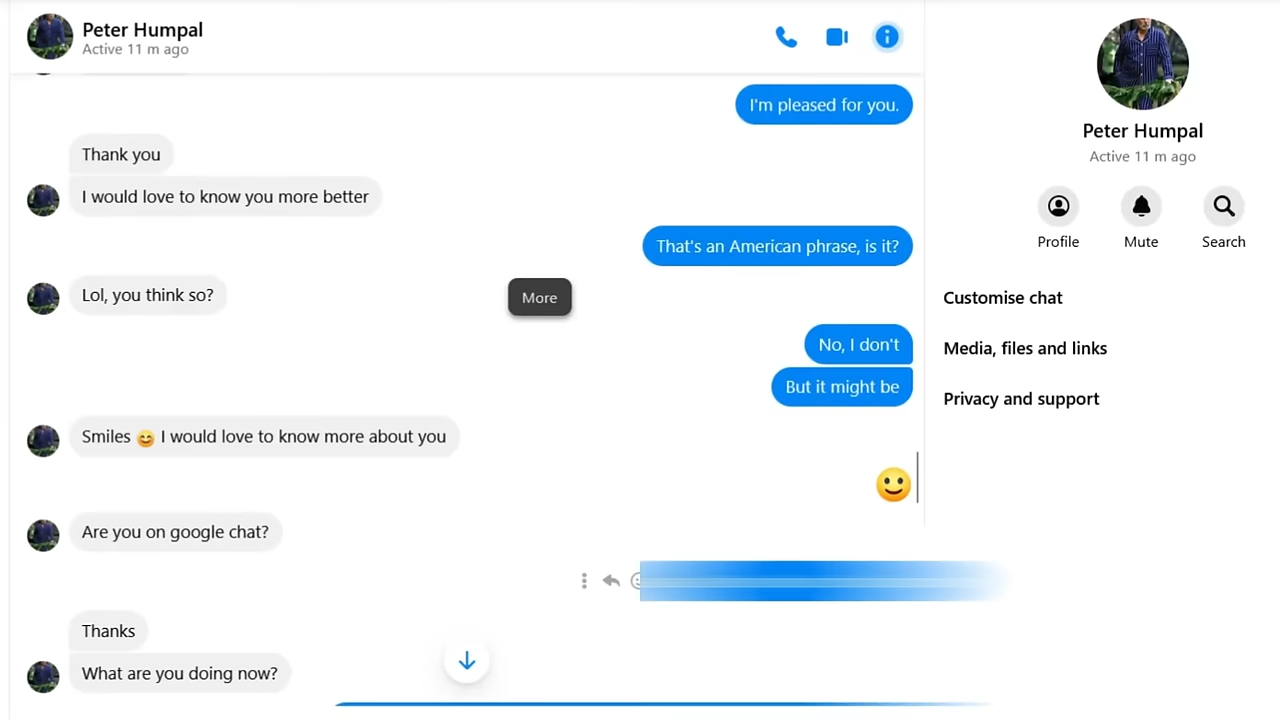 Peter Humpal
Active 11 m ago
I'm pleased for you.
Thank you
I would love to know you more better
That's an American phrase, is it?
Lol, you think so?
More
No, I don't
But it might be
Smiles 😊 I would love to know more about you
🙂
Are you on google chat?
Thanks
What are you doing now?
Peter Humpal
Active 11 m ago
Profile
Mute
Search
Customise chat
Media, files and links
Privacy and support